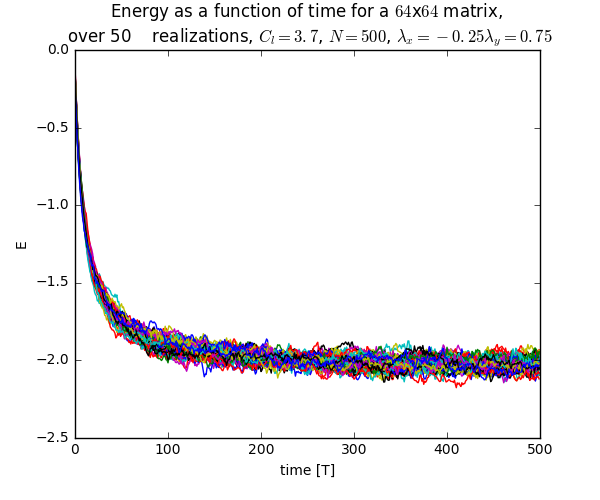 Energy as a function of time for a 64x64 matrix,
over 50    realizations, C_l = 3.7, N = 500, λ_x = −0.25λ_y = 0.75
0.0
−0.5
−1.0
−1.5
−2.0
−2.5
E
0 100 200 300 400 500
time [T]